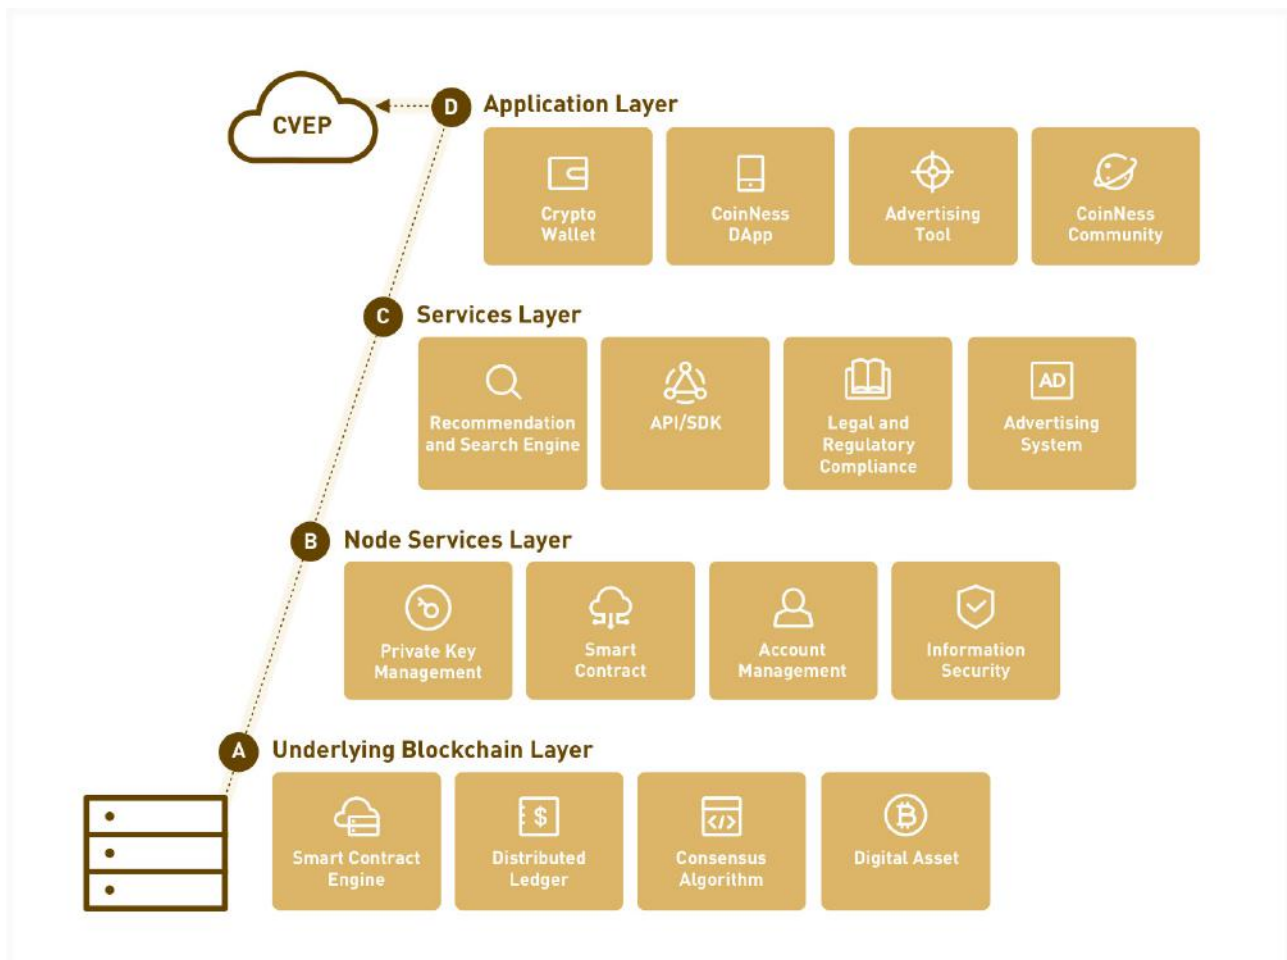 CVEP
D
Application Layer
Crypto
Wallet
CoinNess
DApp
Advertising
Tool
CoinNess
Community
C
Services Layer
Recommendation
and Search Engine
API/SDK
Legal and
Regulatory
Compliance
AD
Advertising
System
B
Node Services Layer
Private Key
Management
Smart
Contract
Account
Management
Information
Security
A
Underlying Blockchain Layer
Smart Contract
Engine
$
Distributed
Ledger
</>
Consensus
Algorithm
Digital Asset